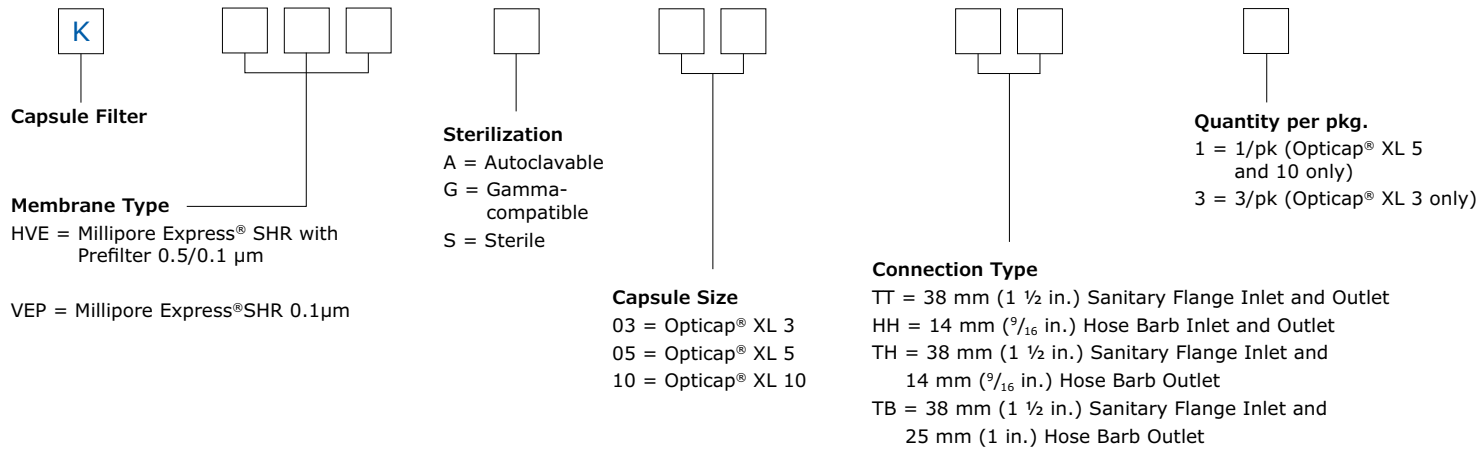 K
Capsule Filter
Membrane Type
HVE = Millipore Express® SHR with
Prefilter 0.5/0.1 µm
VEP = Millipore Express®SHR 0.1µm
Sterilization
A = Autoclavable
G = Gamma-
compatible
S = Sterile
Capsule Size
03 = Opticap® XL 3
05 = Opticap® XL 5
10 = Opticap® XL 10
Connection Type
TT = 38 mm (1 ½ in.) Sanitary Flange Inlet and Outlet
HH = 14 mm (⁹/₁₆ in.) Hose Barb Inlet and Outlet
TH = 38 mm (1 ½ in.) Sanitary Flange Inlet and
14 mm (⁹/₁₆ in.) Hose Barb Outlet
TB = 38 mm (1 ½ in.) Sanitary Flange Inlet and
25 mm (1 in.) Hose Barb Outlet
Quantity per pkg.
1 = 1/pk (Opticap® XL 5
and 10 only)
3 = 3/pk (Opticap® XL 3 only)